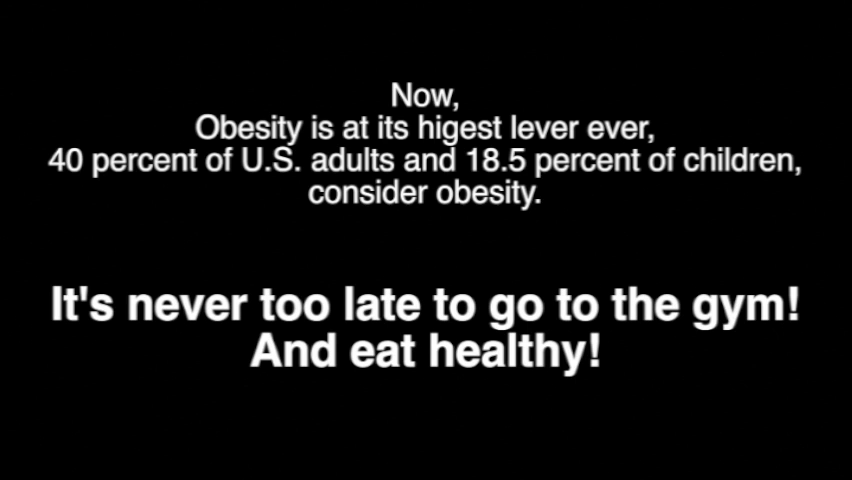 Now,
Obesity is at its higest lever ever,
40 percent of U.S. adults and 18.5 percent of children,
consider obesity.
It's never too late to go to the gym!
And eat healthy!